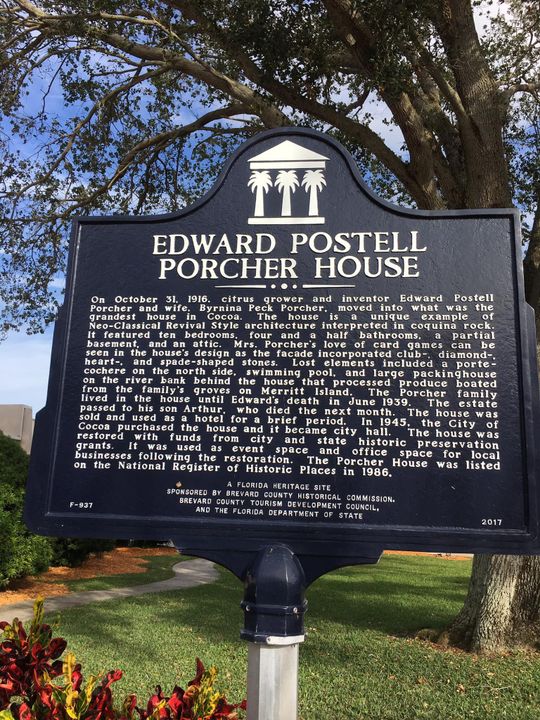 EDWARD POSTELL
PORCHER HOUSE
On October 31, 1916, citrus grower and inventor Edward Postell
Porcher and wife, Byrnina Peck Porcher, moved into what was the
grandest house in Cocoa. The house is a unique example of
Neo-Classical Revival Style architecture interpreted in coquina rock.
It featured ten bedrooms, four and a half bathrooms, a partial
basement, and an attic. Mrs. Porcher's love of card games can be
seen in the house's design as the facade incorporated club-, diamond-,
heart-, and spade-shaped stones. Lost elements included a porte-
cochere on the north side, swimming pool, and large packinghouse
on the river bank behind the house that processed produce boated
from the family's groves on Merritt Island. The Porcher family
lived in the house until Edward's death in June 1939. The estate
passed to his son Arthur, who died the next month. The house was
sold and used as a hotel for a brief period. In 1945, the City of
Cocoa purchased the house and it became city hall. The house was
restored with funds from city and state historic preservation
grants. It was used as event space and office space for local
businesses following the restoration. The Porcher House was listed
on the National Register of Historic Places in 1986.
A FLORIDA HERITAGE SITE
SPONSORED BY BREVARD COUNTY HISTORICAL COMMISSION,
BREVARD COUNTY TOURISM DEVELOPMENT COUNCIL,
AND THE FLORIDA DEPARTMENT OF STATE
F-937
2017